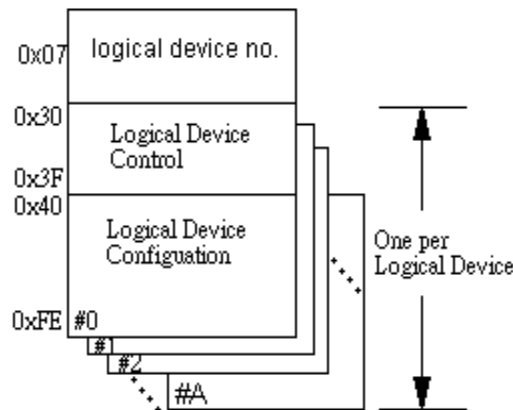 0x07
logical device no.
0x30
Logical Device
Control
0x3F
0x40
Logical Device
Configuation
One per
Logical Device
0xFE
#0
#1
#2
#A